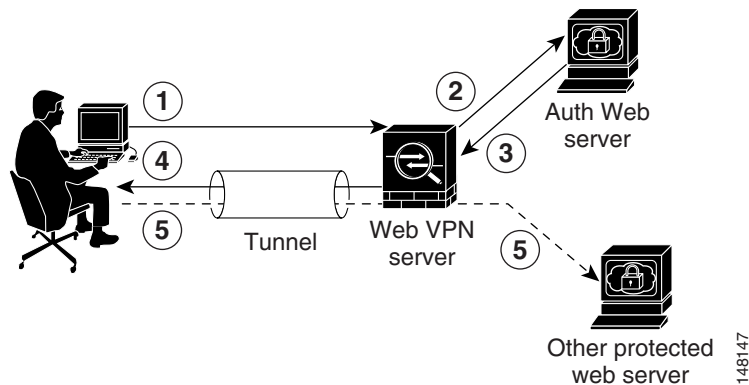 1
2
Auth Web
server
3
4
5
Tunnel
Web VPN
server
5
Other protected
web server
148147